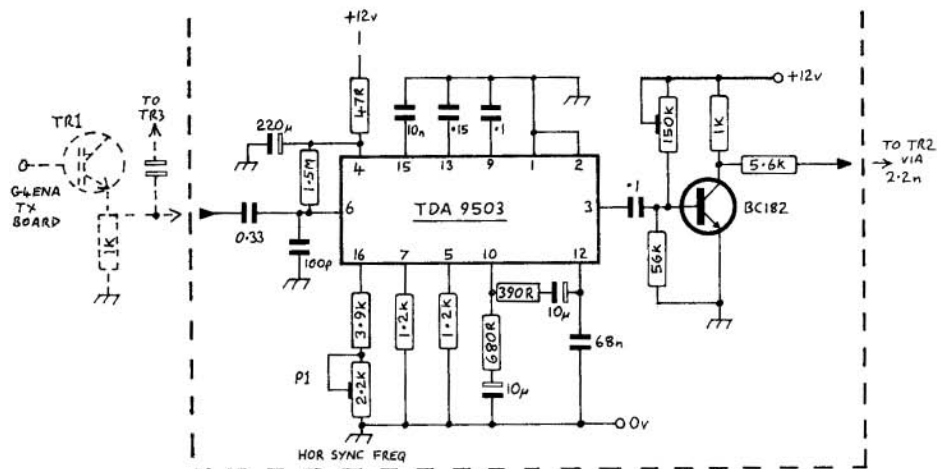 +12v
TO
TR3
TR1
G4ENA
TX
BOARD
1K
220μ
47R
10n
.15
.1
4
15
13
9
1
2
1.5M
6
TDA 9503
3
0.33
100p
16
7
5
10
12
3.9K
1.2K
1.2K
390R
10μ
680R
10μ
68n
P1
2.2K
HOR SYNC FREQ
0v
+12v
150K
1K
5.6K
.1
56K
BC182
TO TR2
VIA
2.2n